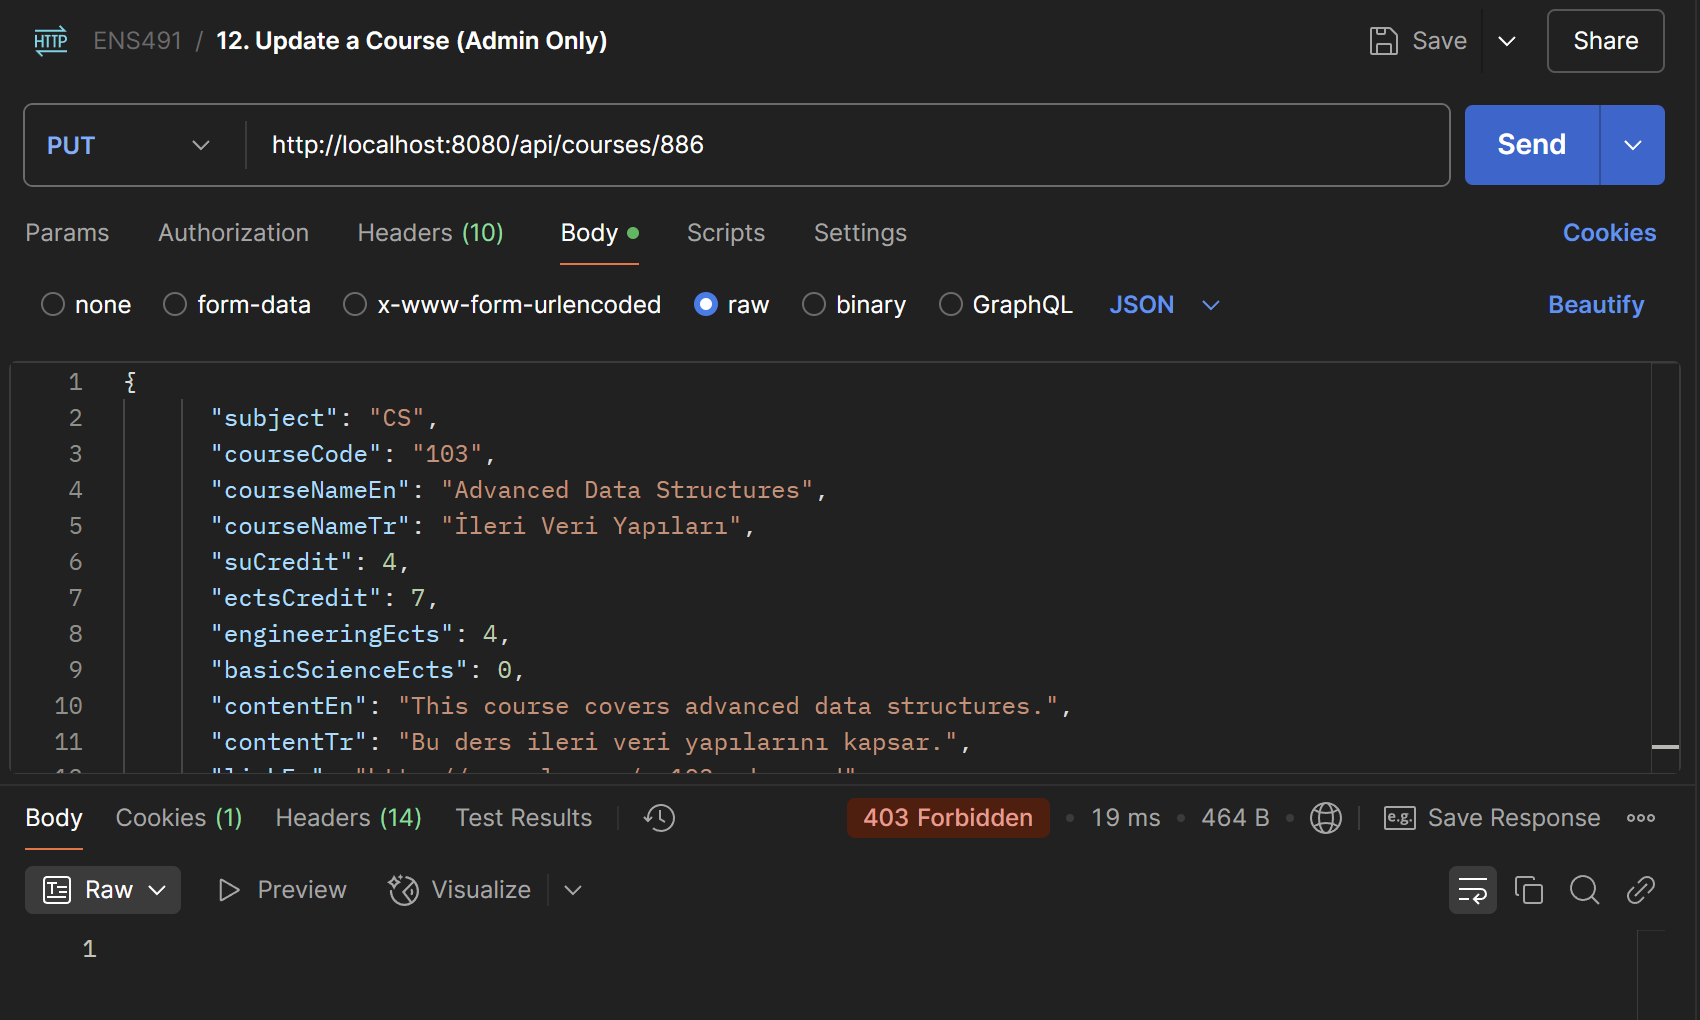 HTTP ENS491 / 12. Update a Course (Admin Only) Save Share
PUT http://localhost:8080/api/courses/886 Send
Params Authorization Headers (10) Body Scripts Settings Cookies
none form-data x-www-form-urlencoded raw binary GraphQL JSON Beautify
1 {
2 "subject": "CS",
3 "courseCode": "103",
4 "courseNameEn": "Advanced Data Structures",
5 "courseNameTr": "İleri Veri Yapıları",
6 "suCredit": 4,
7 "ectsCredit": 7,
8 "engineeringEcts": 4,
9 "basicScienceEcts": 0,
10 "contentEn": "This course covers advanced data structures.",
11 "contentTr": "Bu ders ileri veri yapılarını kapsar.",
Body Cookies (1) Headers (14) Test Results 403 Forbidden • 19 ms • 464 B • e.g. Save Response
Raw Preview Visualize
1